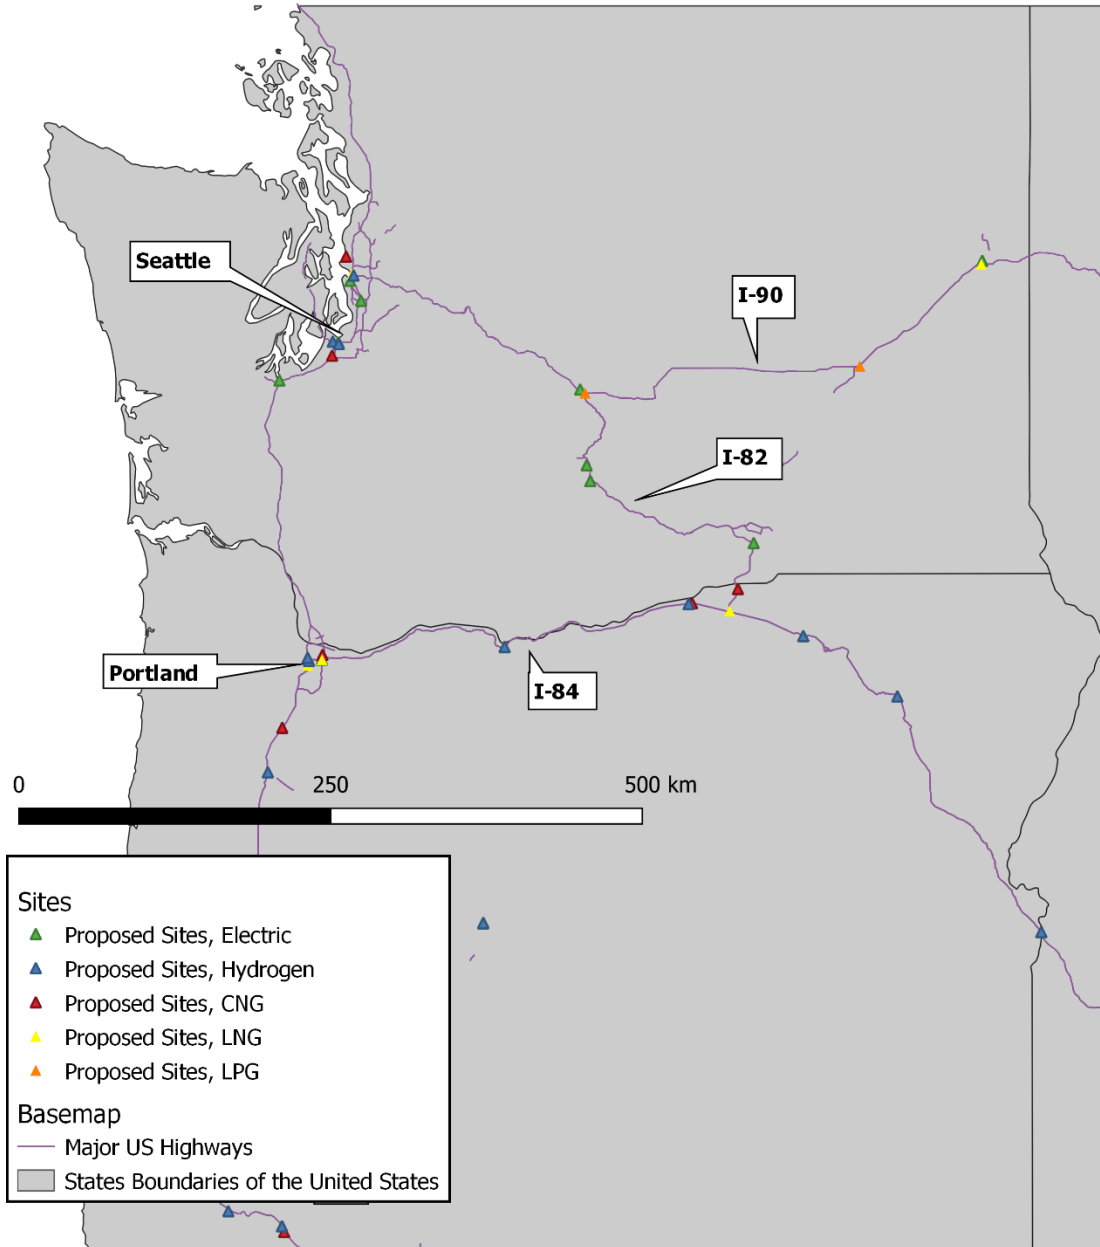 Seattle
I-90
I-82
Portland
I-84
0 250 500 km
Sites
Proposed Sites, Electric
Proposed Sites, Hydrogen
Proposed Sites, CNG
Proposed Sites, LNG
Proposed Sites, LPG
Basemap
Major US Highways
States Boundaries of the United States